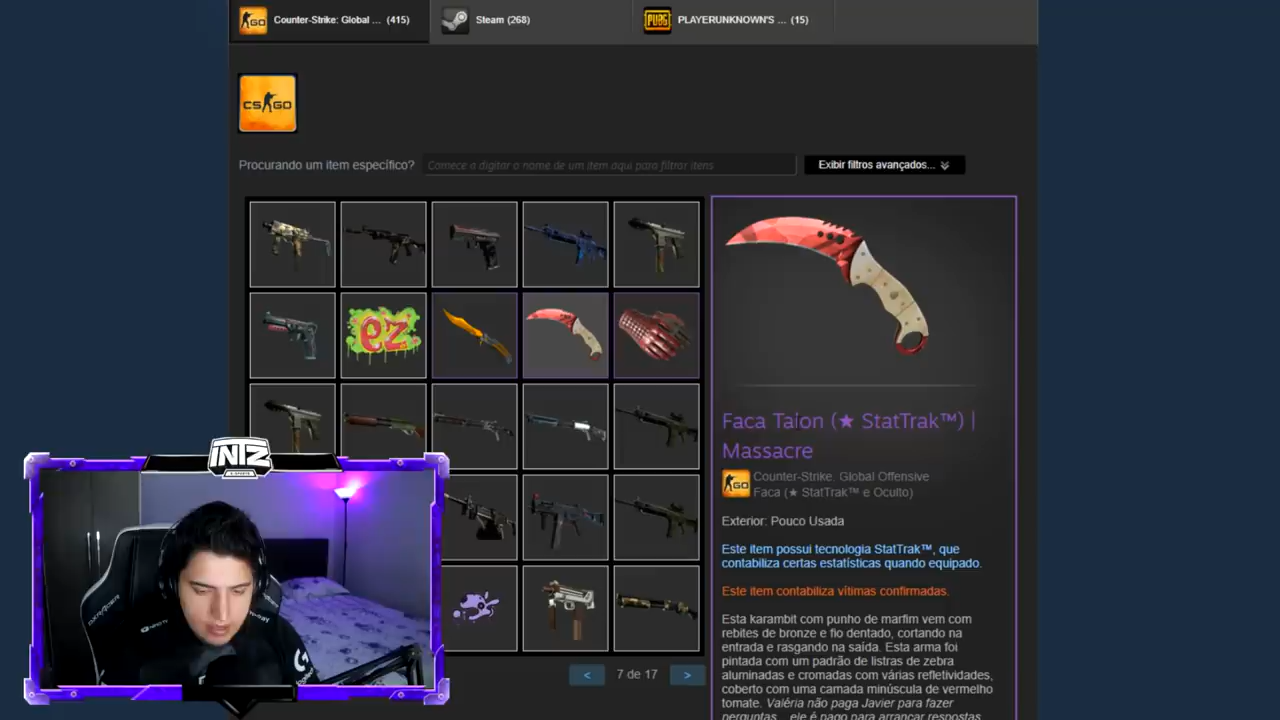 Counter-Strike: Global ... (415)
Steam (268)
PLAYERUNKNOWN'S ... (15)
CS GO
Procurando um item específico?
Comece a digitar o nome de um item aqui para filtrar itens
Exibir filtros avançados...
ez
Faca Talon (★ StatTrak™) |
Massacre
Counter-Strike: Global Offensive
Faca (★ StatTrak™ e Oculto)
Exterior: Pouco Usada
Este item possui tecnologia StatTrak™, que
contabiliza certas estatísticas quando equipado.
Este item contabiliza vítimas confirmadas.
Esta karambit com punho de marfim vem com
rebites de bronze e fio dentado, cortando na
entrada e rasgando na saída. Esta arma foi
pintada com um padrão de listras de zebra
aluminadas e cromadas com várias refletividades,
coberto com uma camada minúscula de vermelho
tomate. Valéria não paga Javier para fazer
perguntas... ele é pago para arrancar respostas
< 7 de 17 >
INTZ